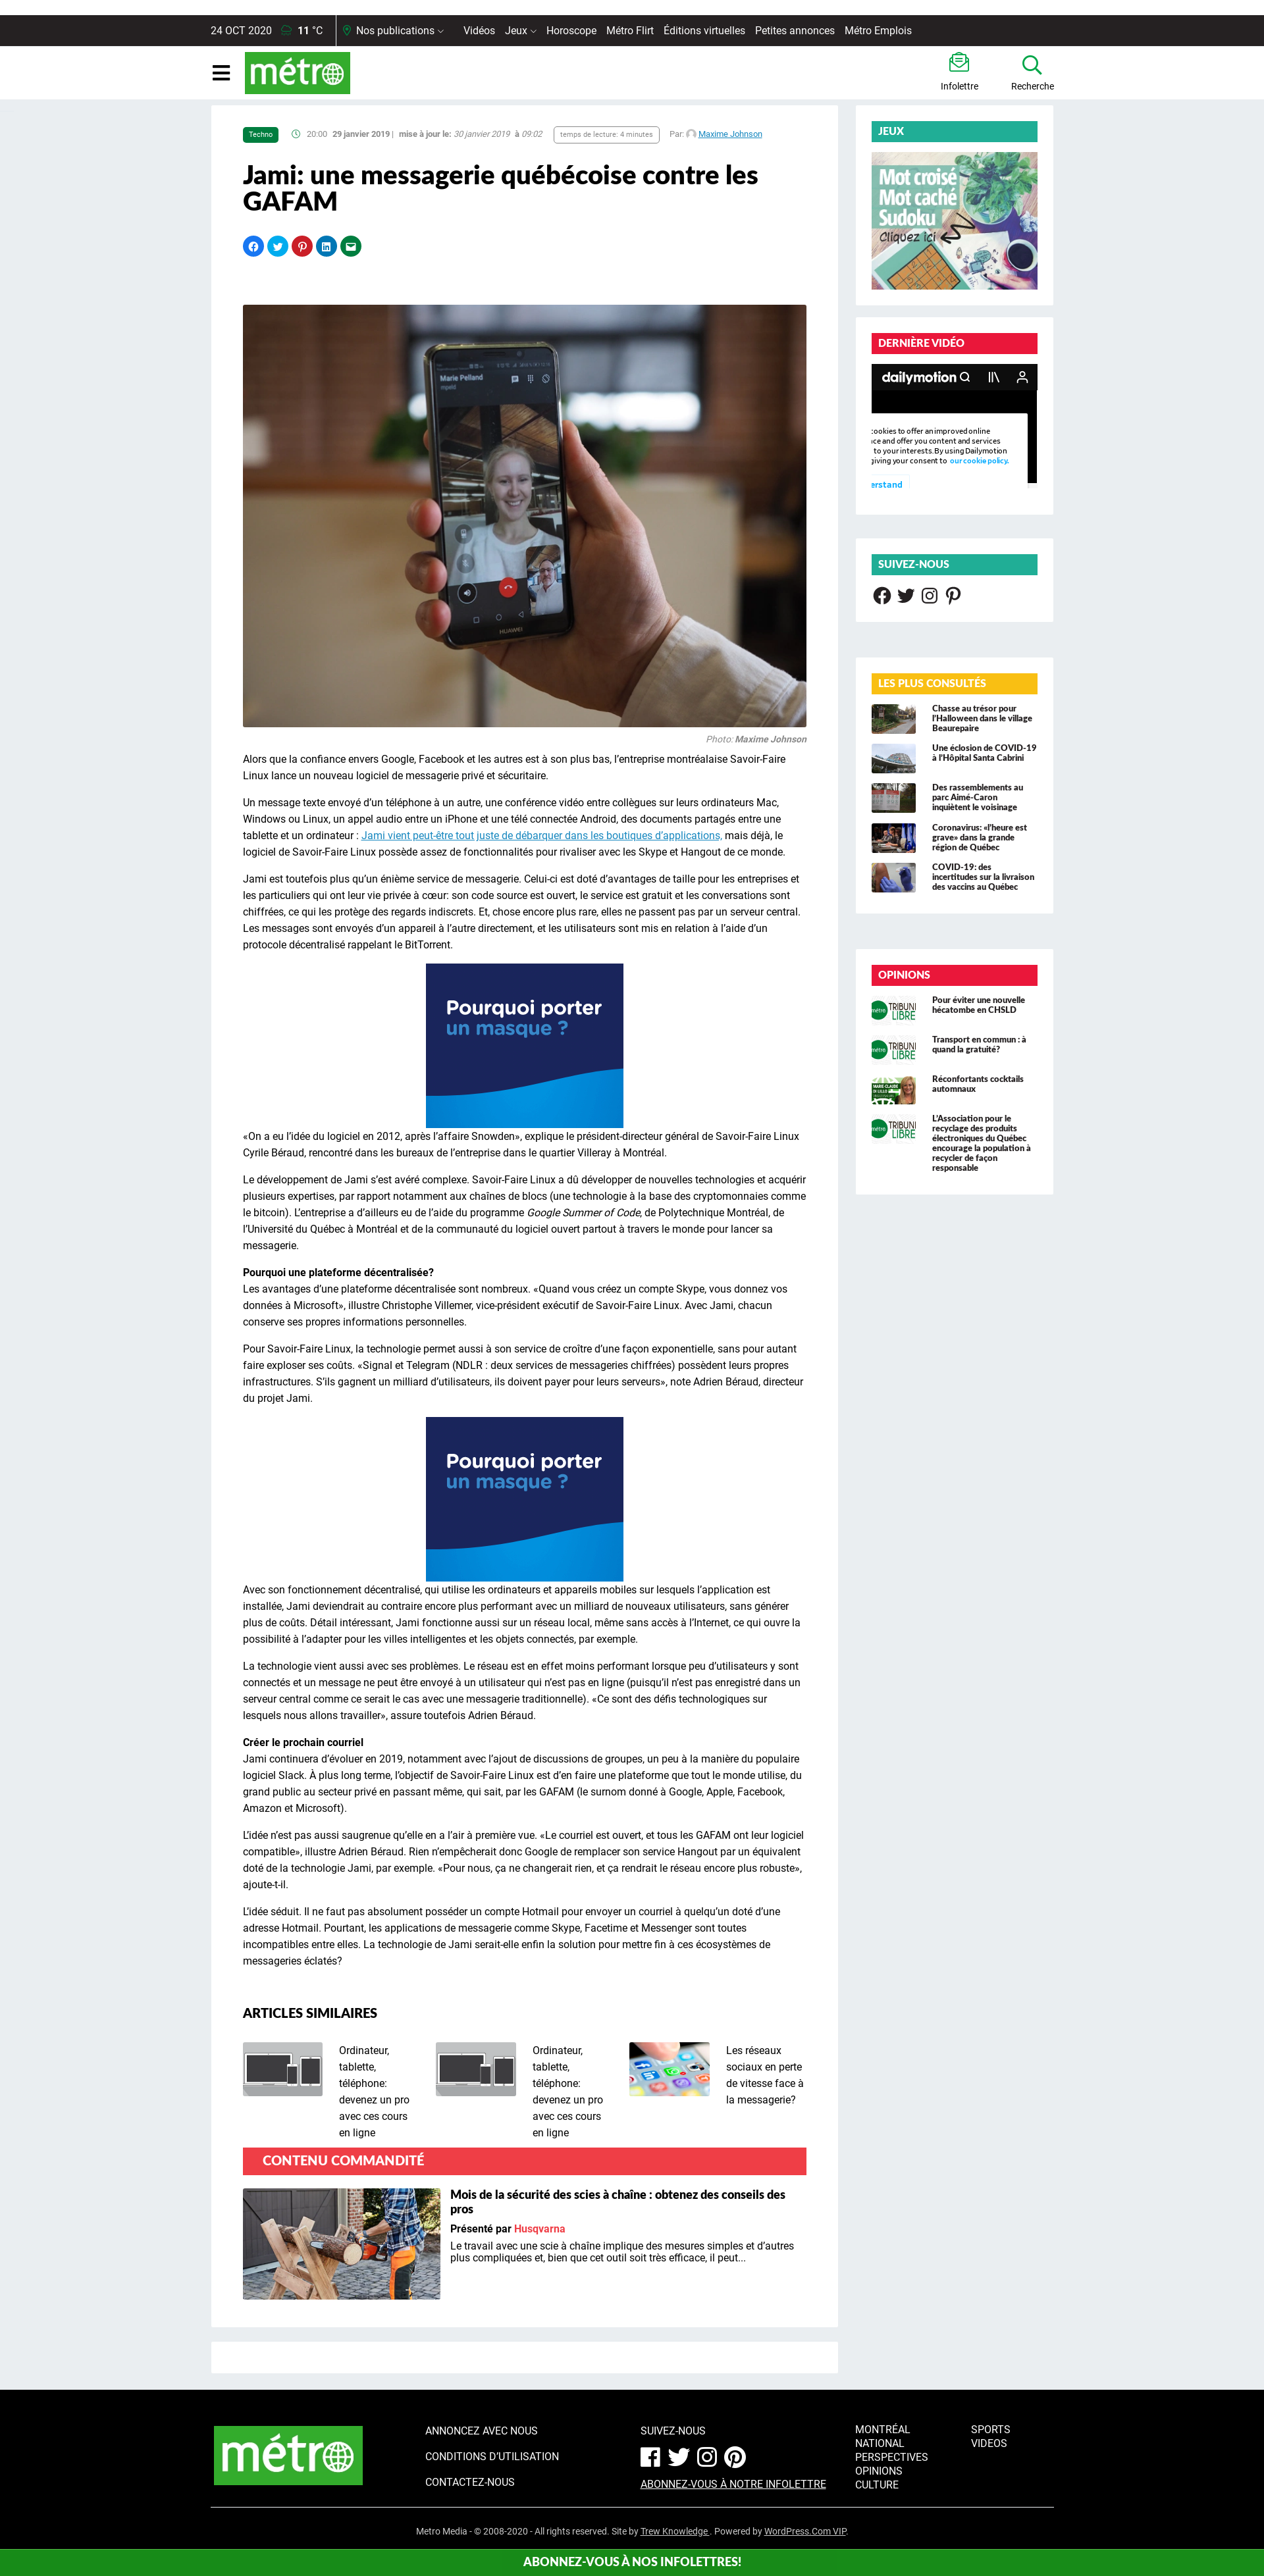 24 OCT 2020 11 °C Nos publications Vidéos Jeux Horoscope Métro Flirt Éditions virtuelles Petites annonces Métro Emplois
métro
Infolettre
Recherche
Techno 20:00 29 janvier 2019 | mise à jour le: 30 janvier 2019 à 09:02 temps de lecture: 4 minutes Par: Maxime Johnson
Jami: une messagerie québécoise contre les
GAFAM
Marie Pelland
HUAWEI
Photo: Maxime Johnson
Alors que la confiance envers Google, Facebook et les autres est à son plus bas, l’entreprise montréalaise Savoir-Faire
Linux lance un nouveau logiciel de messagerie privé et sécuritaire.
Un message texte envoyé d’un téléphone à un autre, une conférence vidéo entre collègues sur leurs ordinateurs Mac,
Windows ou Linux, un appel audio entre un iPhone et une télé connectée Android, des documents partagés entre une
tablette et un ordinateur : Jami vient peut-être tout juste de débarquer dans les boutiques d’applications, mais déjà, le
logiciel de Savoir-Faire Linux possède assez de fonctionnalités pour rivaliser avec les Skype et Hangout de ce monde.
Jami est toutefois plus qu’un énième service de messagerie. Celui-ci est doté d’avantages de taille pour les entreprises et
les particuliers qui ont leur vie privée à cœur: son code source est ouvert, le service est gratuit et les conversations sont
chiffrées, ce qui les protège des regards indiscrets. Et, chose encore plus rare, elles ne passent pas par un serveur central.
Les messages sont envoyés d’un appareil à l’autre directement, et les utilisateurs sont mis en relation à l’aide d’un
protocole décentralisé rappelant le BitTorrent.
Pourquoi porter
un masque ?
«On a eu l’idée du logiciel en 2012, après l’affaire Snowden», explique le président-directeur général de Savoir-Faire Linux
Cyrile Béraud, rencontré dans les bureaux de l’entreprise dans le quartier Villeray à Montréal.
Le développement de Jami s’est avéré complexe. Savoir-Faire Linux a dû développer de nouvelles technologies et acquérir
plusieurs expertises, par rapport notamment aux chaînes de blocs (une technologie à la base des cryptomonnaies comme
le bitcoin). L’entreprise a d’ailleurs eu de l’aide du programme Google Summer of Code, de Polytechnique Montréal, de
l’Université du Québec à Montréal et de la communauté du logiciel ouvert partout à travers le monde pour lancer sa
messagerie.
Pourquoi une plateforme décentralisée?
Les avantages d’une plateforme décentralisée sont nombreux. «Quand vous créez un compte Skype, vous donnez vos
données à Microsoft», illustre Christophe Villemer, vice-président exécutif de Savoir-Faire Linux. Avec Jami, chacun
conserve ses propres informations personnelles.
Pour Savoir-Faire Linux, la technologie permet aussi à son service de croître d’une façon exponentielle, sans pour autant
faire exploser ses coûts. «Signal et Telegram (NDLR : deux services de messageries chiffrées) possèdent leurs propres
infrastructures. S’ils gagnent un milliard d’utilisateurs, ils doivent payer pour leurs serveurs», note Adrien Béraud, directeur
du projet Jami.
Pourquoi porter
un masque ?
Avec son fonctionnement décentralisé, qui utilise les ordinateurs et appareils mobiles sur lesquels l’application est
installée, Jami deviendrait au contraire encore plus performant avec un milliard de nouveaux utilisateurs, sans générer
plus de coûts. Détail intéressant, Jami fonctionne aussi sur un réseau local, même sans accès à l’Internet, ce qui ouvre la
possibilité à l’adapter pour les villes intelligentes et les objets connectés, par exemple.
La technologie vient aussi avec ses problèmes. Le réseau est en effet moins performant lorsque peu d’utilisateurs y sont
connectés et un message ne peut être envoyé à un utilisateur qui n’est pas en ligne (puisqu’il n’est pas enregistré dans un
serveur central comme ce serait le cas avec une messagerie traditionnelle). «Ce sont des défis technologiques sur
lesquels nous allons travailler», assure toutefois Adrien Béraud.
Créer le prochain courriel
Jami continuera d’évoluer en 2019, notamment avec l’ajout de discussions de groupes, un peu à la manière du populaire
logiciel Slack. À plus long terme, l’objectif de Savoir-Faire Linux est d’en faire une plateforme que tout le monde utilise, du
grand public au secteur privé en passant même, qui sait, par les GAFAM (le surnom donné à Google, Apple, Facebook,
Amazon et Microsoft).
L’idée n’est pas aussi saugrenue qu’elle en a l’air à première vue. «Le courriel est ouvert, et tous les GAFAM ont leur logiciel
compatible», illustre Adrien Béraud. Rien n’empêcherait donc Google de remplacer son service Hangout par un équivalent
doté de la technologie Jami, par exemple. «Pour nous, ça ne changerait rien, et ça rendrait le réseau encore plus robuste»,
ajoute-t-il.
L’idée séduit. Il ne faut pas absolument posséder un compte Hotmail pour envoyer un courriel à quelqu’un doté d’une
adresse Hotmail. Pourtant, les applications de messagerie comme Skype, Facetime et Messenger sont toutes
incompatibles entre elles. La technologie de Jami serait-elle enfin la solution pour mettre fin à ces écosystèmes de
messageries éclatés?
ARTICLES SIMILAIRES
Ordinateur,
tablette,
téléphone:
devenez un pro
avec ces cours
en ligne
Ordinateur,
tablette,
téléphone:
devenez un pro
avec ces cours
en ligne
Les réseaux
sociaux en perte
de vitesse face à
la messagerie?
CONTENU COMMANDITÉ
Mois de la sécurité des scies à chaîne : obtenez des conseils des
pros
Présenté par Husqvarna
Le travail avec une scie à chaîne implique des mesures simples et d’autres
plus compliquées et, bien que cet outil soit très efficace, il peut...
JEUX
Mot croisé
Mot caché
Sudoku
Cliquez ici
DERNIÈRE VIDÉO
dailymotion
cookies to offer an improved online
ce and offer you content and services
to your interests. By using Dailymotion
giving your consent to our cookie policy.
erstand
SUIVEZ-NOUS
LES PLUS CONSULTÉS
Chasse au trésor pour
l’Halloween dans le village
Beaurepaire
Une éclosion de COVID-19
à l’Hôpital Santa Cabrini
Des rassemblements au
parc Aimé-Caron
inquiètent le voisinage
Coronavirus: «l’heure est
grave» dans la grande
région de Québec
COVID-19: des
incertitudes sur la livraison
des vaccins au Québec
OPINIONS
métro TRIBUNE LIBRE
Pour éviter une nouvelle
hécatombe en CHSLD
métro TRIBUNE LIBRE
Transport en commun : à
quand la gratuité?
MARIE CLAUDE
Réconfortants cocktails
automnaux
métro TRIBUNE LIBRE
L’Association pour le
recyclage des produits
électroniques du Québec
encourage la population à
recycler de façon
responsable
métro
ANNONCEZ AVEC NOUS
CONDITIONS D’UTILISATION
CONTACTEZ-NOUS
SUIVEZ-NOUS
ABONNEZ-VOUS À NOTRE INFOLETTRE
MONTRÉAL
NATIONAL
PERSPECTIVES
OPINIONS
CULTURE
SPORTS
VIDEOS
Metro Media - © 2008-2020 - All rights reserved. Site by Trew Knowledge . Powered by WordPress.Com VIP.
ABONNEZ-VOUS À NOS INFOLETTRES!